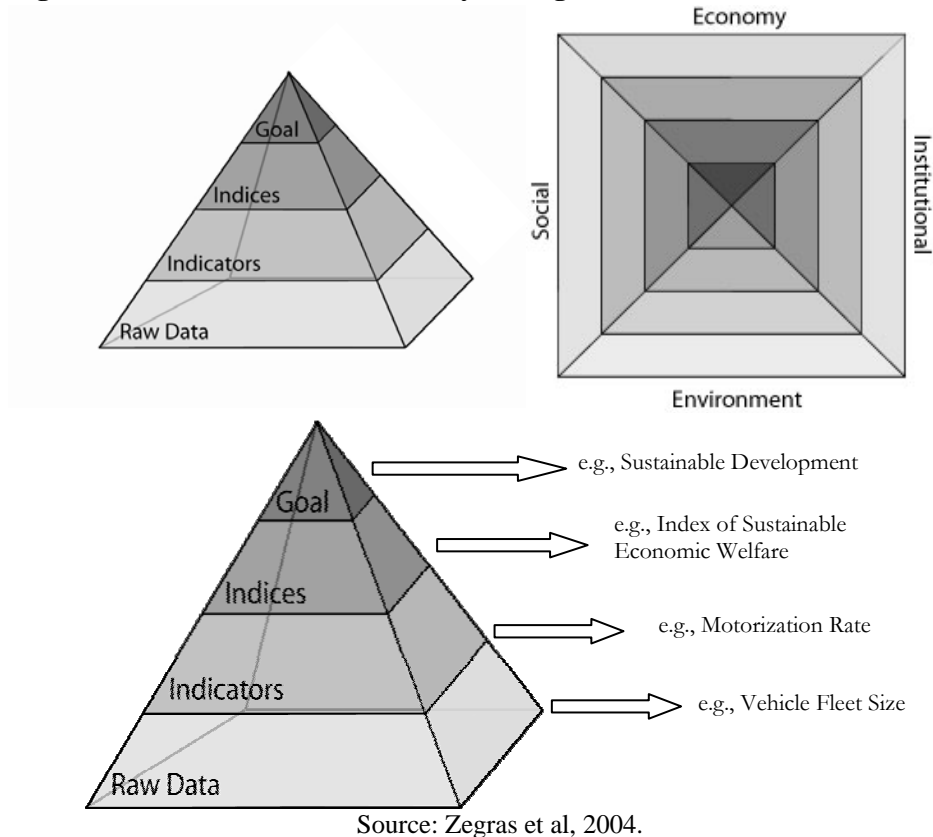 Economy
Goal
Indices
Indicators
Raw Data
Social
Institutional
Environment
Goal
Indices
Indicators
Raw Data
e.g., Sustainable Development
e.g., Index of Sustainable
Economic Welfare
e.g., Motorization Rate
e.g., Vehicle Fleet Size
Source: Zegras et al, 2004.